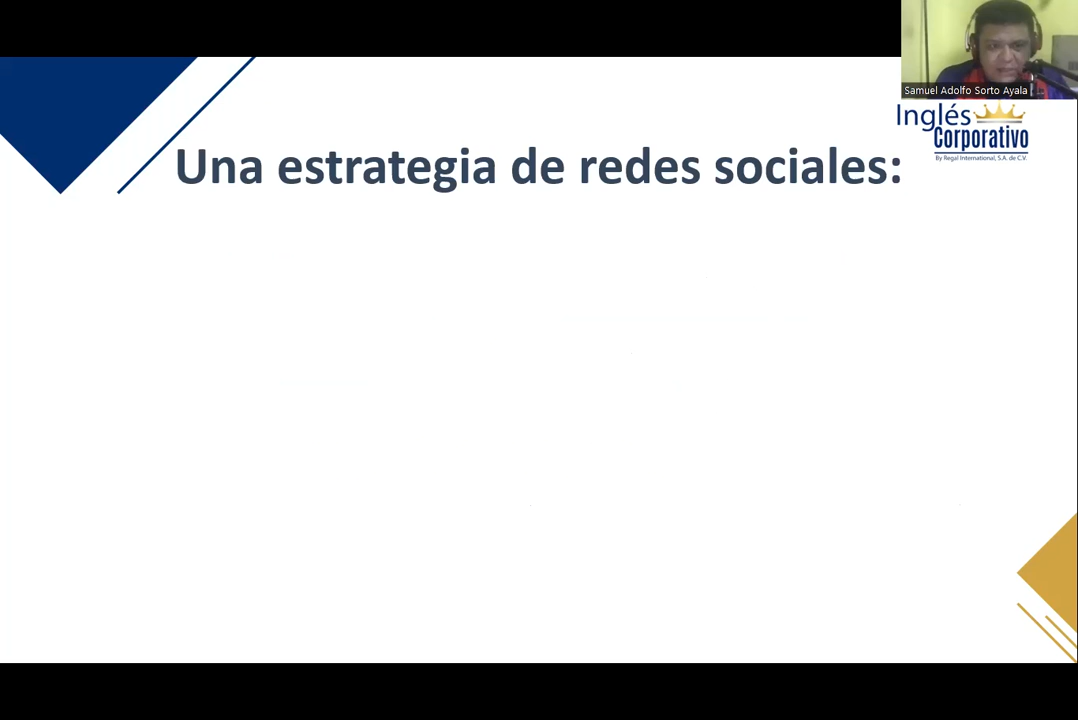 Samuel Adolfo Sorto Ayala
Inglés
Corporativo
By Regal International, S.A. de C.V.
Una estrategia de redes sociales: